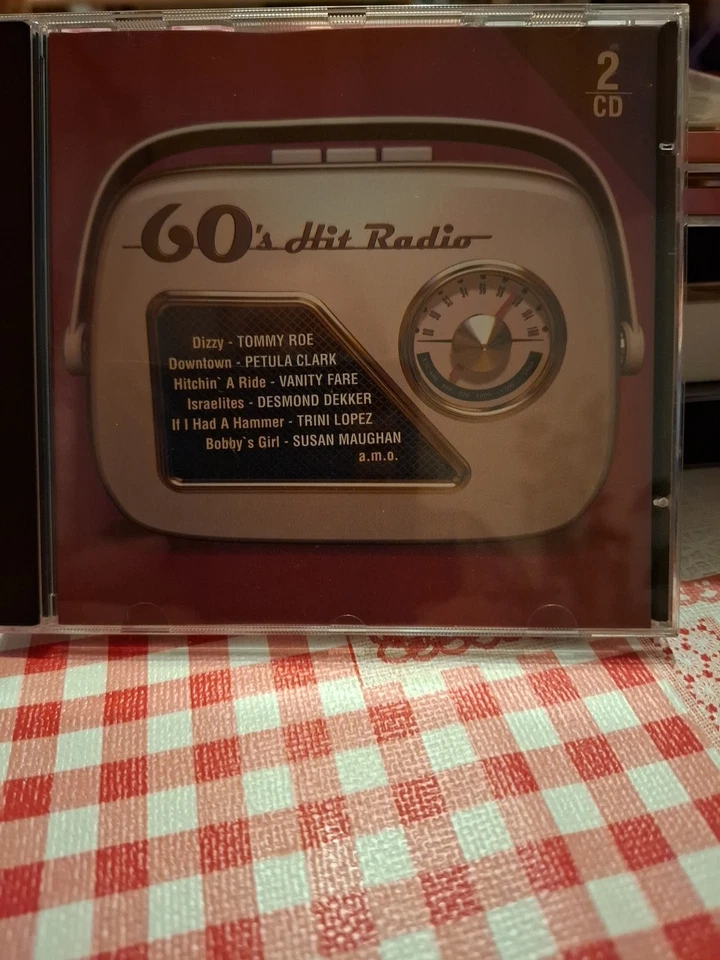 2
CD
60's Hit Radio
Dizzy - TOMMY ROE
Downtown - PETULA CLARK
Hitchin` A Ride - VANITY FARE
Israelites - DESMOND DEKKER
If I Had A Hammer - TRINI LOPEZ
Bobby`s Girl - SUSAN MAUGHAN
a.m.o.